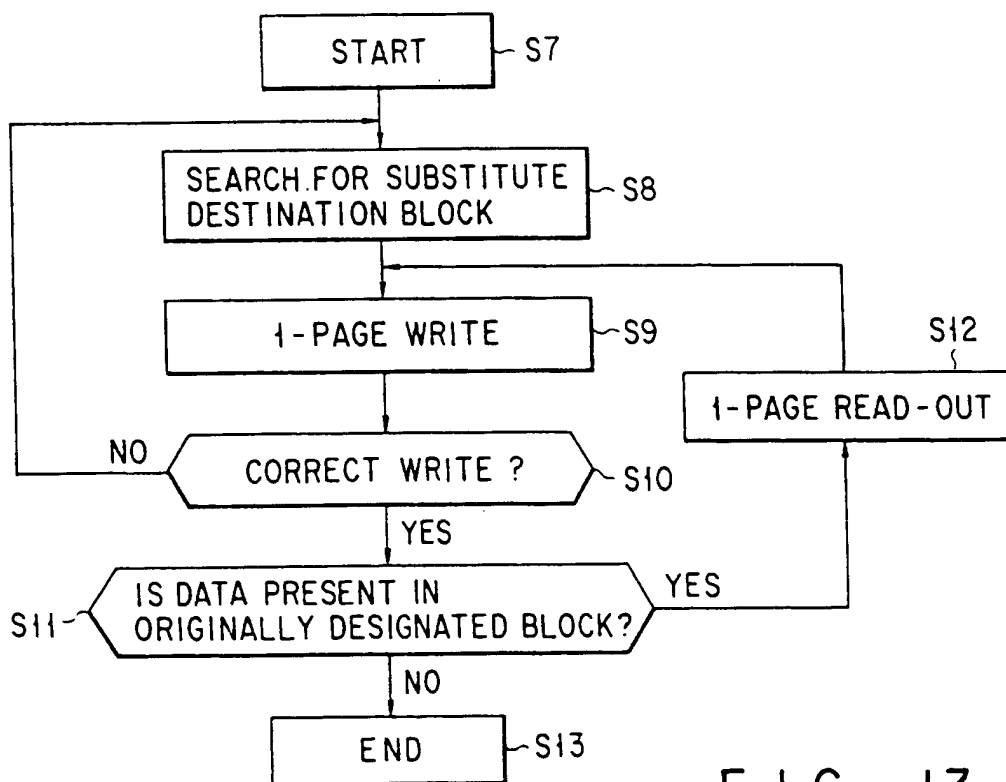 START
S7
SEARCH.FOR SUBSTITUTE
DESTINATION BLOCK
S8
1-PAGE WRITE
S9
S12
1-PAGE READ-OUT
NO
CORRECT WRITE ?
S10
YES
IS DATA PRESENT IN
ORIGINALLY DESIGNATED BLOCK?
S11
YES
NO
END
S13